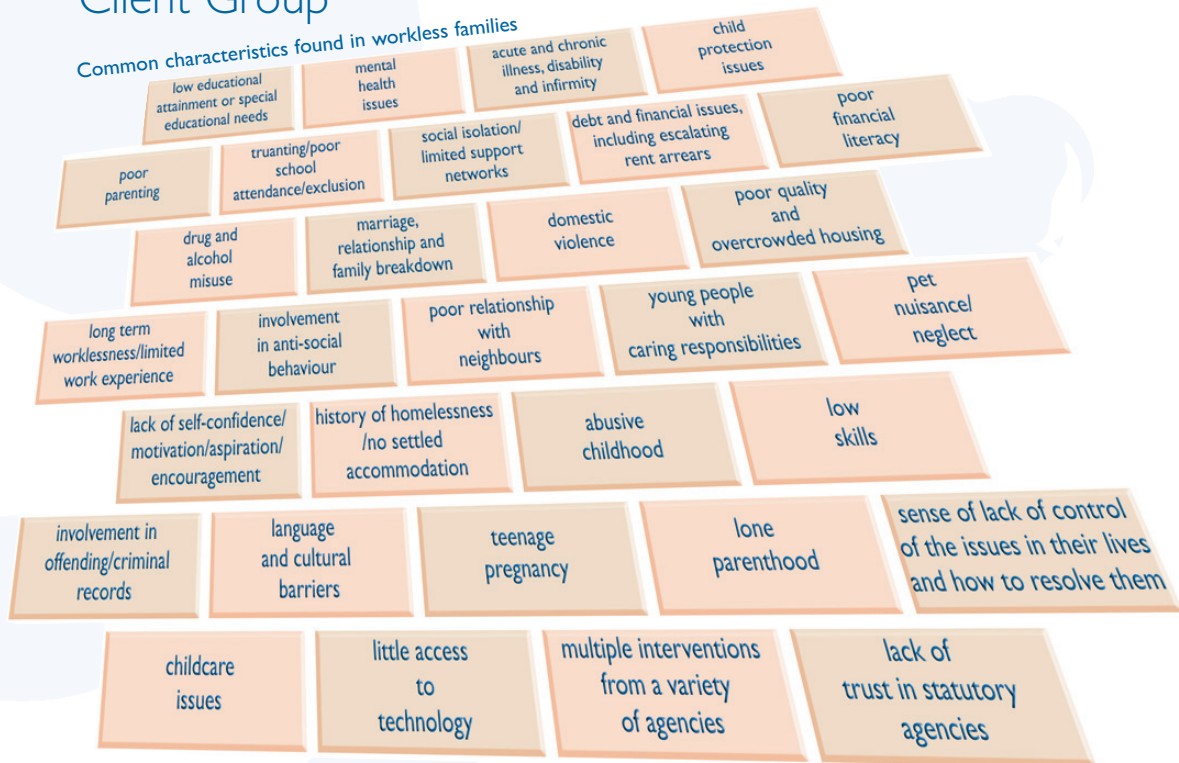 Client Group
Common characteristics found in workless families
low educational
attainment or special
educational needs
mental
health
issues
acute and chronic
illness, disability
and infirmity
child
protection
issues
poor
parenting
truanting/poor
school
attendance/exclusion
social isolation/
limited support
networks
debt and financial issues,
including escalating
rent arrears
poor
financial
literacy
drug and
alcohol
misuse
marriage,
relationship and
family breakdown
domestic
violence
poor quality
and
overcrowded housing
long term
worklessness/limited
work experience
involvement
in anti-social
behaviour
poor relationship
with
neighbours
young people
with
caring responsibilities
pet
nuisance/
neglect
lack of self-confidence/
motivation/aspiration/
encouragement
history of homelessness
/no settled
accommodation
abusive
childhood
low
skills
involvement in
offending/criminal
records
language
and cultural
barriers
teenage
pregnancy
lone
parenthood
sense of lack of control
of the issues in their lives
and how to resolve them
childcare
issues
little access
to
technology
multiple interventions
from a variety
of agencies
lack of
trust in statutory
agencies